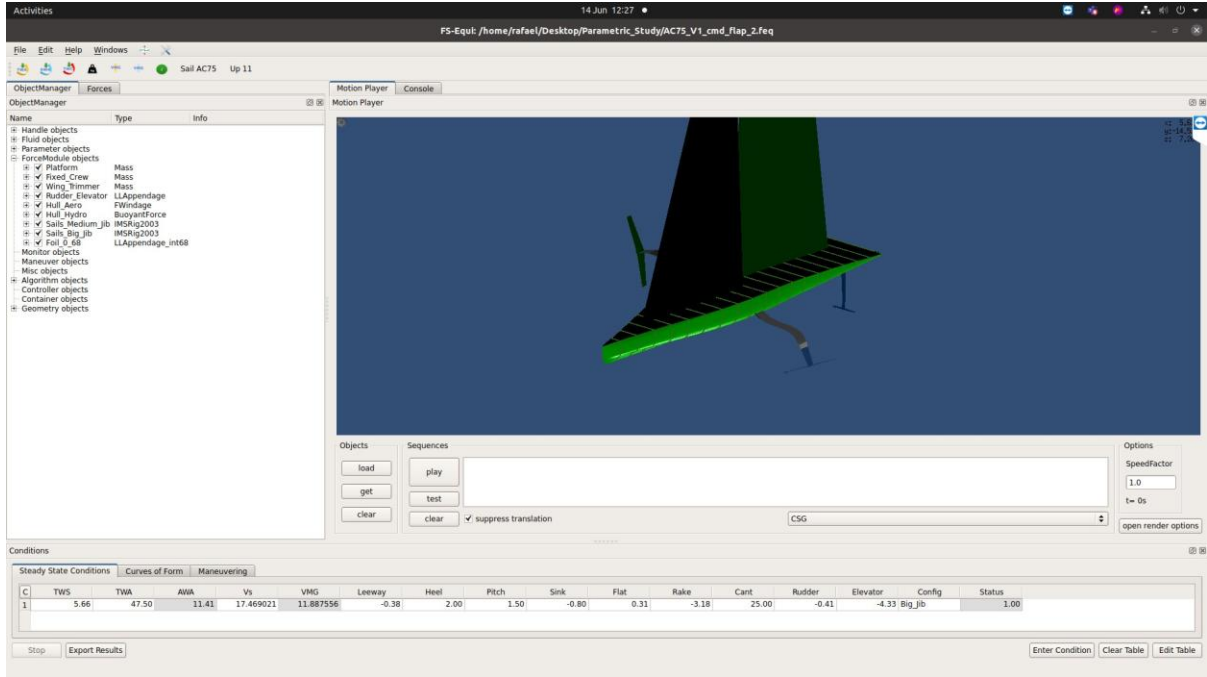 Activities 14 Jun 12:27
FS-Equi: /home/rafael/Desktop/Parametric_Study/AC75_V1_cmd_flap_2.feq
File Edit Help Windows
Sail AC75 Up 11
ObjectManager Forces
ObjectManager
Name Type Info
Handle objects
Fluid objects
Parameter objects
ForceModule objects
Platform Mass
Fixed_Crew Mass
Wing_Trimmer Mass
Rudder_Elevator LLAppendage
Hull_Aero FWindage
Hull_Hydro BuoyantForce
Sails_Medium_Jib IMSRig2003
Sails_Big_Jib IMSRig2003
Foil_0_68 LLAppendage_int68
Monitor objects
Maneuver objects
Misc objects
Algorithm objects
Controller objects
Container objects
Geometry objects
Motion Player Console
Motion Player
Objects
load
get
clear
Sequences
play
test
clear suppress translation CSG
Options
SpeedFactor
1.0
t= 0s
open render options
Conditions
Steady State Conditions Curves of Form Maneuvering
C TWS TWA AWA Vs VMG Leeway Heel Pitch Sink Flat Rake Cant Rudder Elevator Config Status
1 5.66 47.50 11.41 17.469021 11.887556 -0.38 2.00 1.50 -0.80 0.31 -3.18 25.00 -0.41 -4.33 Big_Jib 1.00
Stop Export Results Enter Condition Clear Table Edit Table